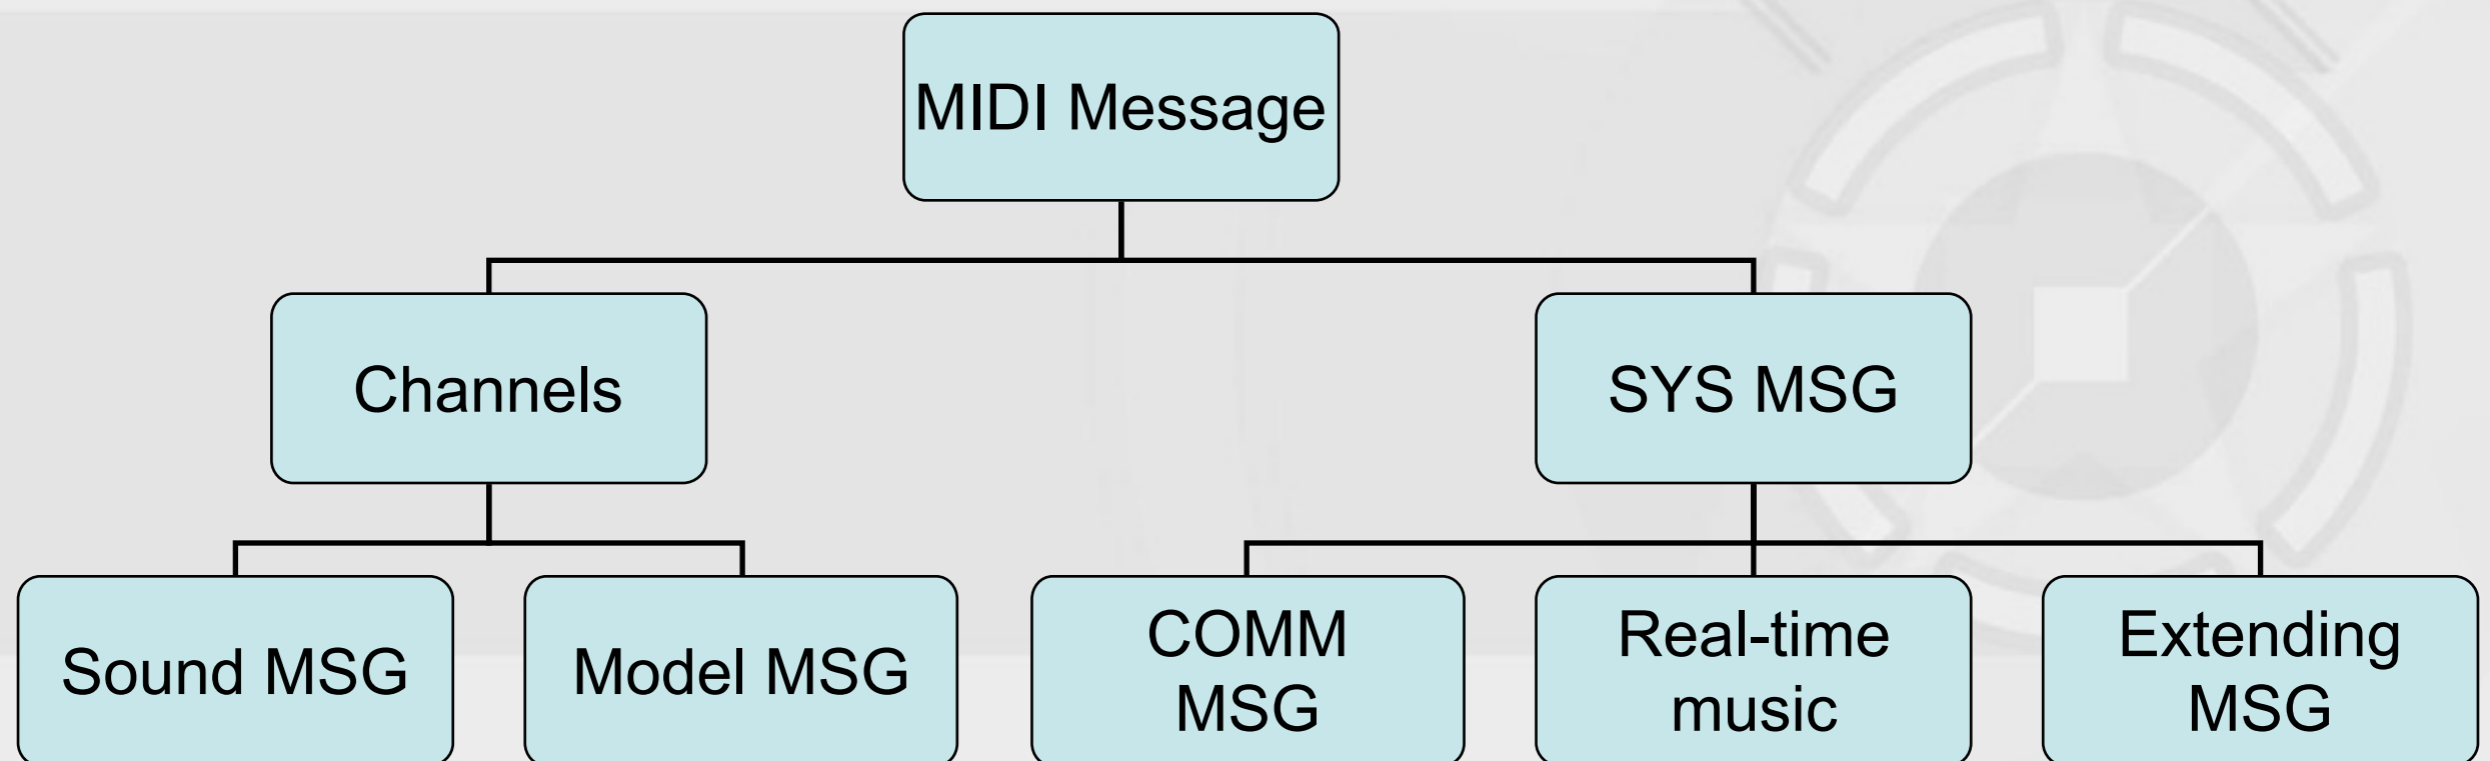 MIDI Message
Channels
SYS MSG
Sound MSG
Model MSG
COMM
MSG
Real-time
music
Extending
MSG